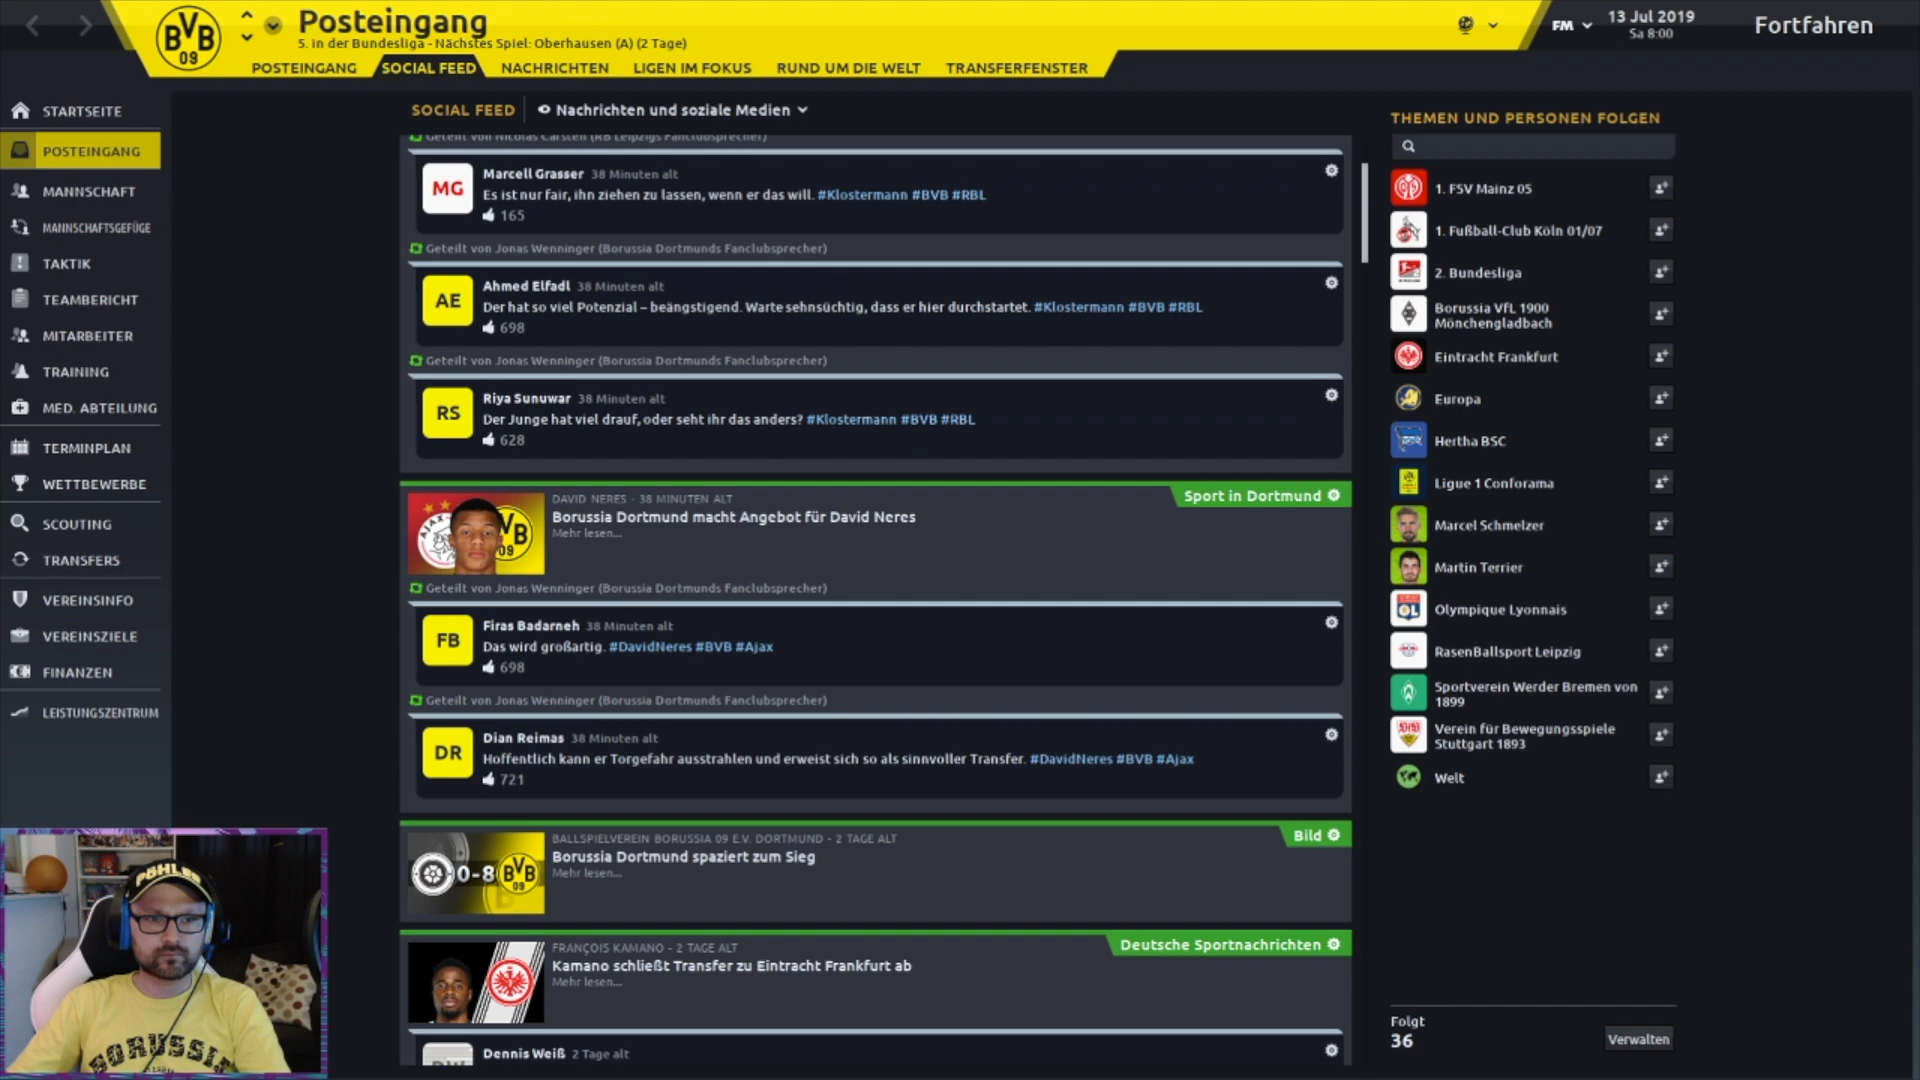 Posteingang
5. in der Bundesliga - Nächstes Spiel: Oberhausen (A) (2 Tage)
FM
13 Jul 2019
Sa 8:00
Fortfahren
POSTEINGANG
SOCIAL FEED
NACHRICHTEN
LIGEN IM FOKUS
RUND UM DIE WELT
TRANSFERFENSTER
STARTSEITE
POSTEINGANG
MANNSCHAFT
MANNSCHAFTSGEFÜGE
TAKTIK
TEAMBERICHT
MITARBEITER
TRAINING
MED. ABTEILUNG
TERMINPLAN
WETTBEWERBE
SCOUTING
TRANSFERS
VEREINSINFO
VEREINSZIELE
FINANZEN
LEISTUNGSZENTRUM
SOCIAL FEED
Nachrichten und soziale Medien
Geteilt von Nicolas Carsten (RB Leipzigs Fanclubsprecher)
MG
Marcell Grasser 38 Minuten alt
Es ist nur fair, ihn ziehen zu lassen, wenn er das will. #Klostermann #BVB #RBL
165
Geteilt von Jonas Wenninger (Borussia Dortmunds Fanclubsprecher)
AE
Ahmed Elfadl 38 Minuten alt
Der hat so viel Potenzial – beängstigend. Warte sehnsüchtig, dass er hier durchstartet. #Klostermann #BVB #RBL
698
Geteilt von Jonas Wenninger (Borussia Dortmunds Fanclubsprecher)
RS
Riya Sunuwar 38 Minuten alt
Der Junge hat viel drauf, oder seht ihr das anders? #Klostermann #BVB #RBL
628
DAVID NERES - 38 MINUTEN ALT
Sport in Dortmund
Borussia Dortmund macht Angebot für David Neres
Mehr lesen...
Geteilt von Jonas Wenninger (Borussia Dortmunds Fanclubsprecher)
FB
Firas Badarneh 38 Minuten alt
Das wird großartig. #DavidNeres #BVB #Ajax
698
Geteilt von Jonas Wenninger (Borussia Dortmunds Fanclubsprecher)
DR
Dian Reimas 38 Minuten alt
Hoffentlich kann er Torgefahr ausstrahlen und erweist sich so als sinnvoller Transfer. #DavidNeres #BVB #Ajax
721
BALLSPIELVEREIN BORUSSIA 09 E.V. DORTMUND - 2 TAGE ALT
Bild
Borussia Dortmund spaziert zum Sieg
Mehr lesen...
0-8
FRANÇOIS KAMANO - 2 TAGE ALT
Deutsche Sportnachrichten
Kamano schließt Transfer zu Eintracht Frankfurt ab
Mehr lesen...
Dennis Weiß 2 Tage alt
THEMEN UND PERSONEN FOLGEN
1. FSV Mainz 05
1. Fußball-Club Köln 01/07
2. Bundesliga
Borussia VfL 1900
Mönchengladbach
Eintracht Frankfurt
Europa
Hertha BSC
Ligue 1 Conforama
Marcel Schmelzer
Martin Terrier
Olympique Lyonnais
RasenBallsport Leipzig
Sportverein Werder Bremen von
1899
Verein für Bewegungsspiele
Stuttgart 1893
Welt
Folgt
36
Verwalten
BVB
09
PÖHLER
BORUSSEN